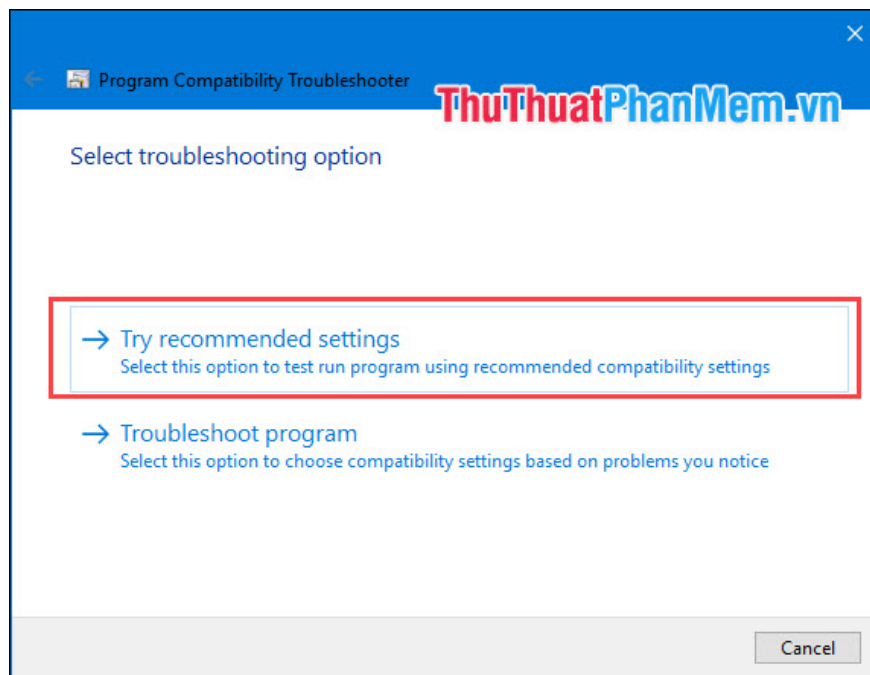 Program Compatibility Troubleshooter
ThuThuatPhanMem.vn
Select troubleshooting option
Try recommended settings
Select this option to test run program using recommended compatibility settings
Troubleshoot program
Select this option to choose compatibility settings based on problems you notice
Cancel